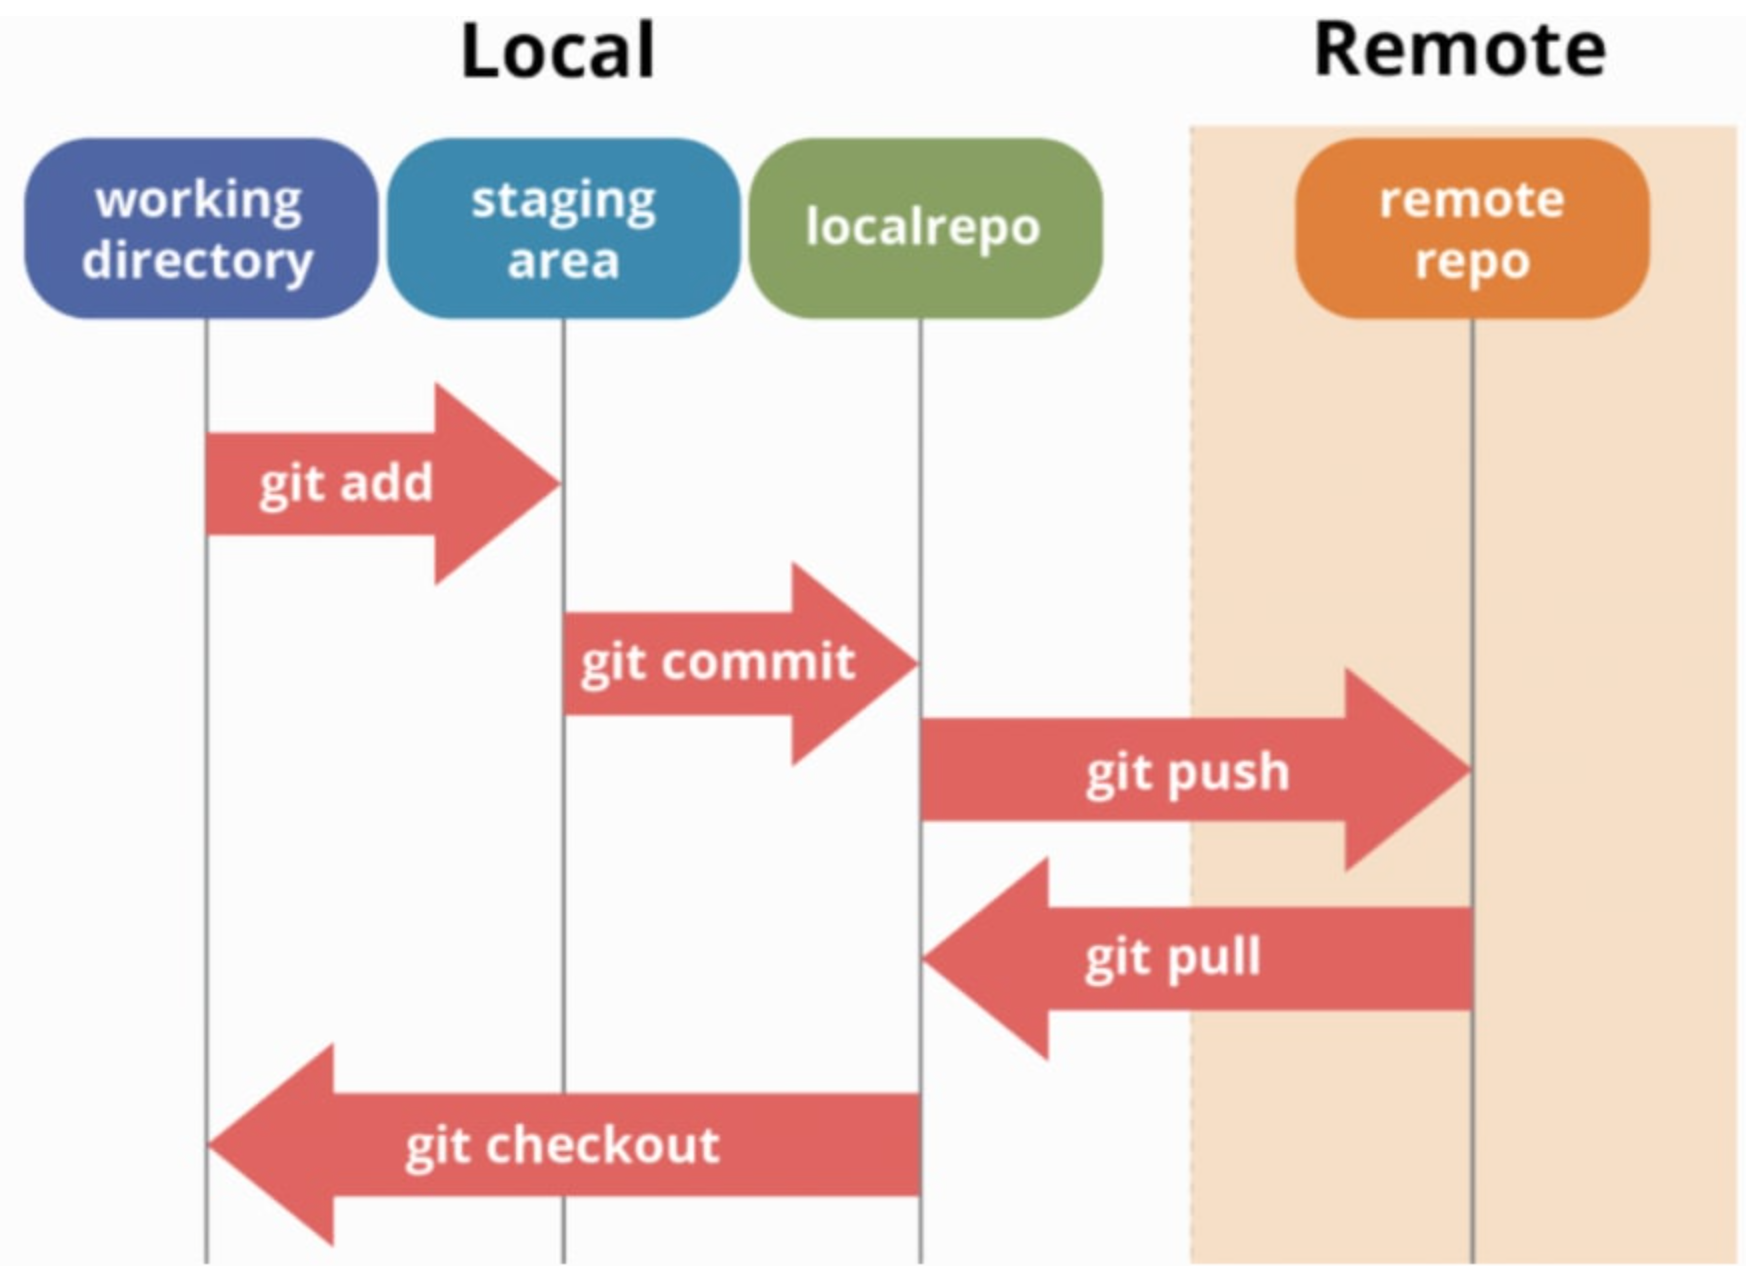 Local
Remote
working
directory
staging
area
localrepo
remote
repo
git add
git commit
git push
git pull
git checkout